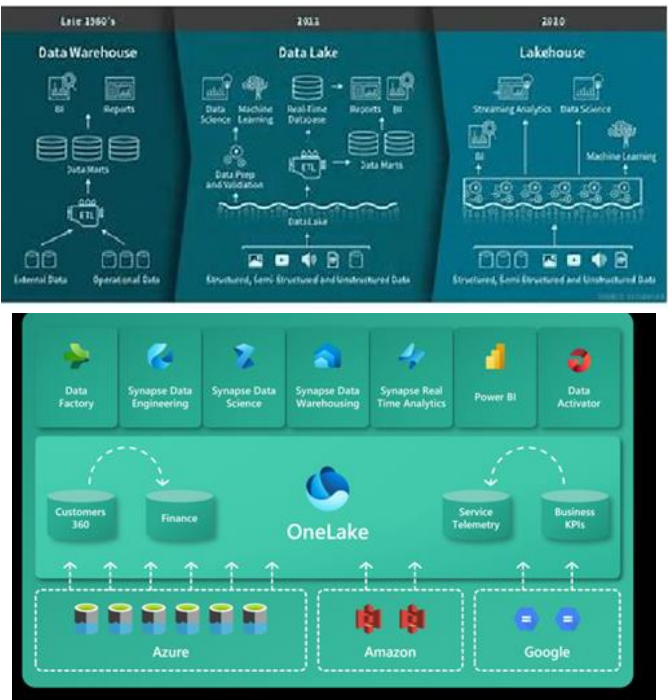 Late 1980's
2011
2020
Data Warehouse
Data Lake
Lakehouse
BI
Reports
Data Marts
ETL
External Data
Operational Data
Data Science
Machine Learning
Real-Time Database
Reports
BI
Data Prep and Validation
ETL
Data Marts
Data Lake
Structured, Semi-Structured and Unstructured Data
Streaming Analytics
Data Science
BI
Machine Learning
Structured, Semi-Structured and Unstructured Data
Data
Factory
Synapse Data
Engineering
Synapse Data
Science
Synapse Data
Warehousing
Synapse Real
Time Analytics
Power BI
Data
Activator
Customers
360
Finance
OneLake
Service
Telemetry
Business
KPIs
Azure
Amazon
Google